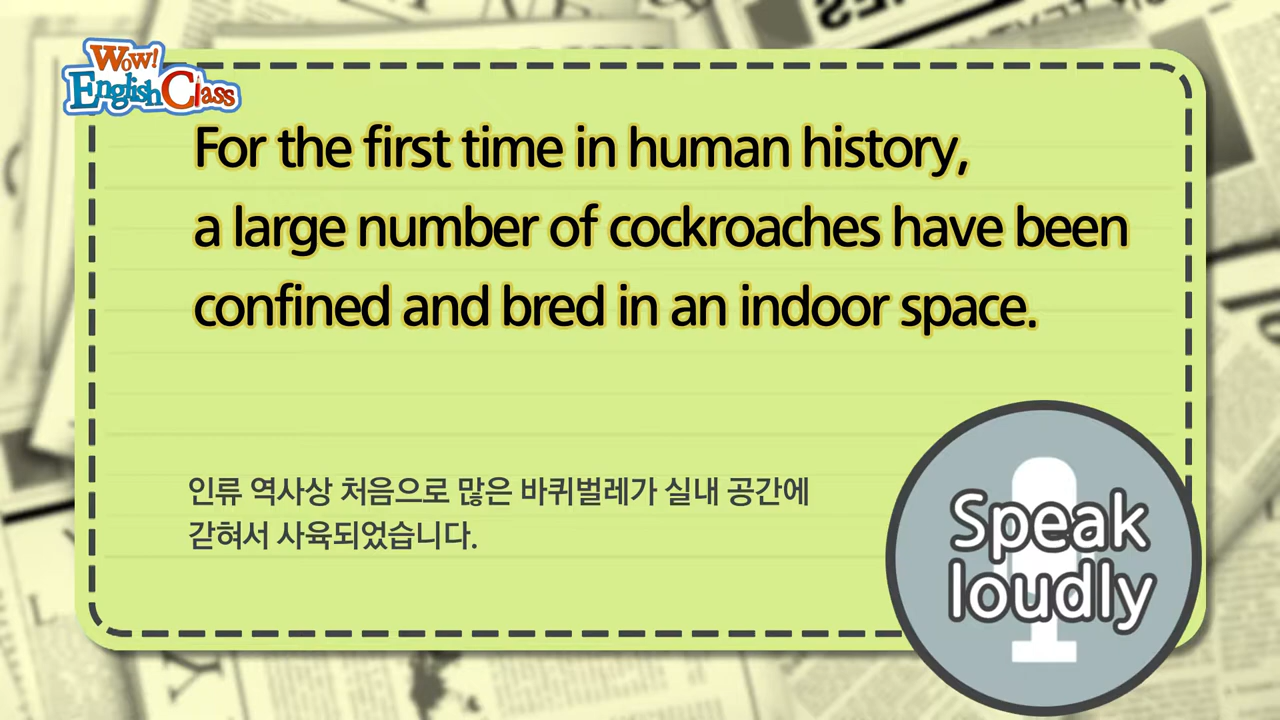 Wow!
English Class
For the first time in human history,
a large number of cockroaches have been
confined and bred in an indoor space.
인류 역사상 처음으로 많은 바퀴벌레가 실내 공간에
갇혀서 사육되었습니다.
Speak
loudly